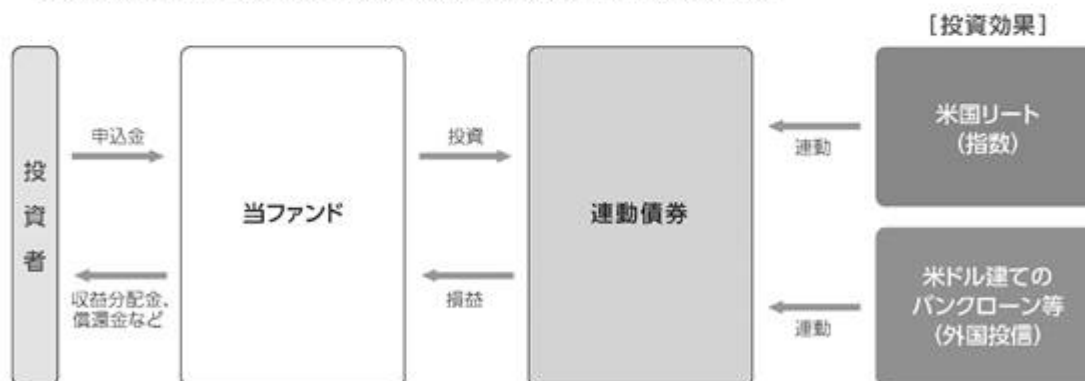 [投資効果]
投資者
申込金
収益分配金、
償還金など
当ファンド
投資
損益
連動債券
連動
連動
米国リート
(指数)
米ドル建ての
バンクローン等
(外国投信)